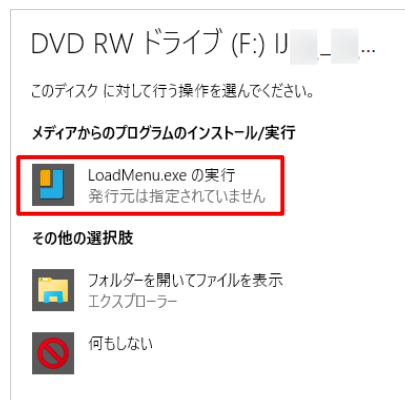 DVD RW ドライブ (F:) IJ _ ...
このディスク に対して行う操作を選んでください。
メディアからのプログラムのインストール/実行
LoadMenu.exe の実行
発行元は指定されていません
その他の選択肢
フォルダーを開いてファイルを表示
エクスプローラー
何もしない